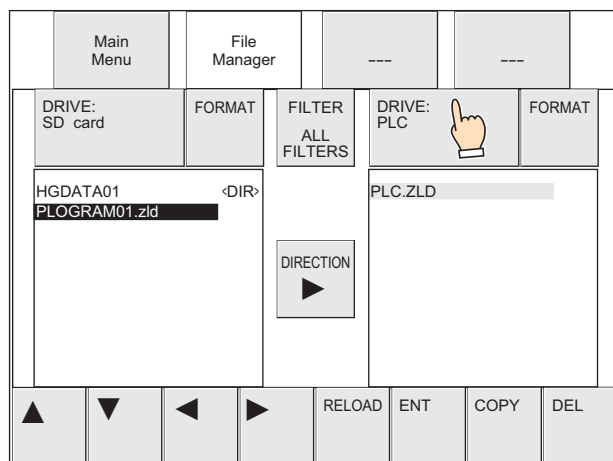 Main
Menu
File
Manager
---
---
DRIVE:
SD card
FORMAT
FILTER
ALL
FILTERS
DRIVE:
PLC
FORMAT
HGDATA01 <DIR>
PLOGRAM01.zld
PLC.ZLD
DIRECTION
RELOAD
ENT
COPY
DEL